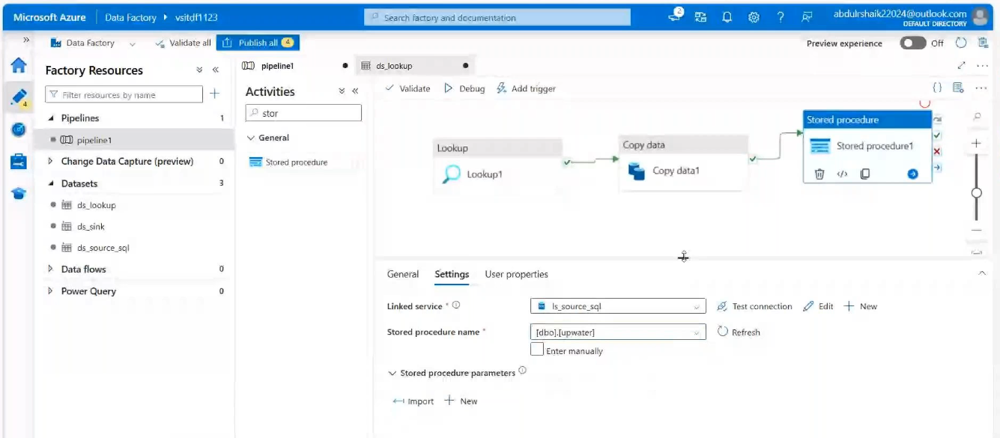 Microsoft Azure Data Factory vsitdf1123 Search factory and documentation 2 abdulrshaik22024@outlook.com
DEFAULT DIRECTORY
Data Factory Validate all Publish all 4 Preview experience Off
Factory Resources
Filter resources by name
Pipelines 1
pipeline1
Change Data Capture (preview) 0
Datasets 3
ds_lookup
ds_sink
ds_source_sql
Data flows 0
Power Query 0
4
pipeline1 ds_lookup
Activities
stor
General
Stored procedure
Validate Debug Add trigger
Lookup
Lookup1
Copy data
Copy data1
Stored procedure
Stored procedure1
General Settings User properties
Linked service * ls_source_sql Test connection Edit New
Stored procedure name * [dbo].[upwater] Refresh
Enter manually
Stored procedure parameters
Import New